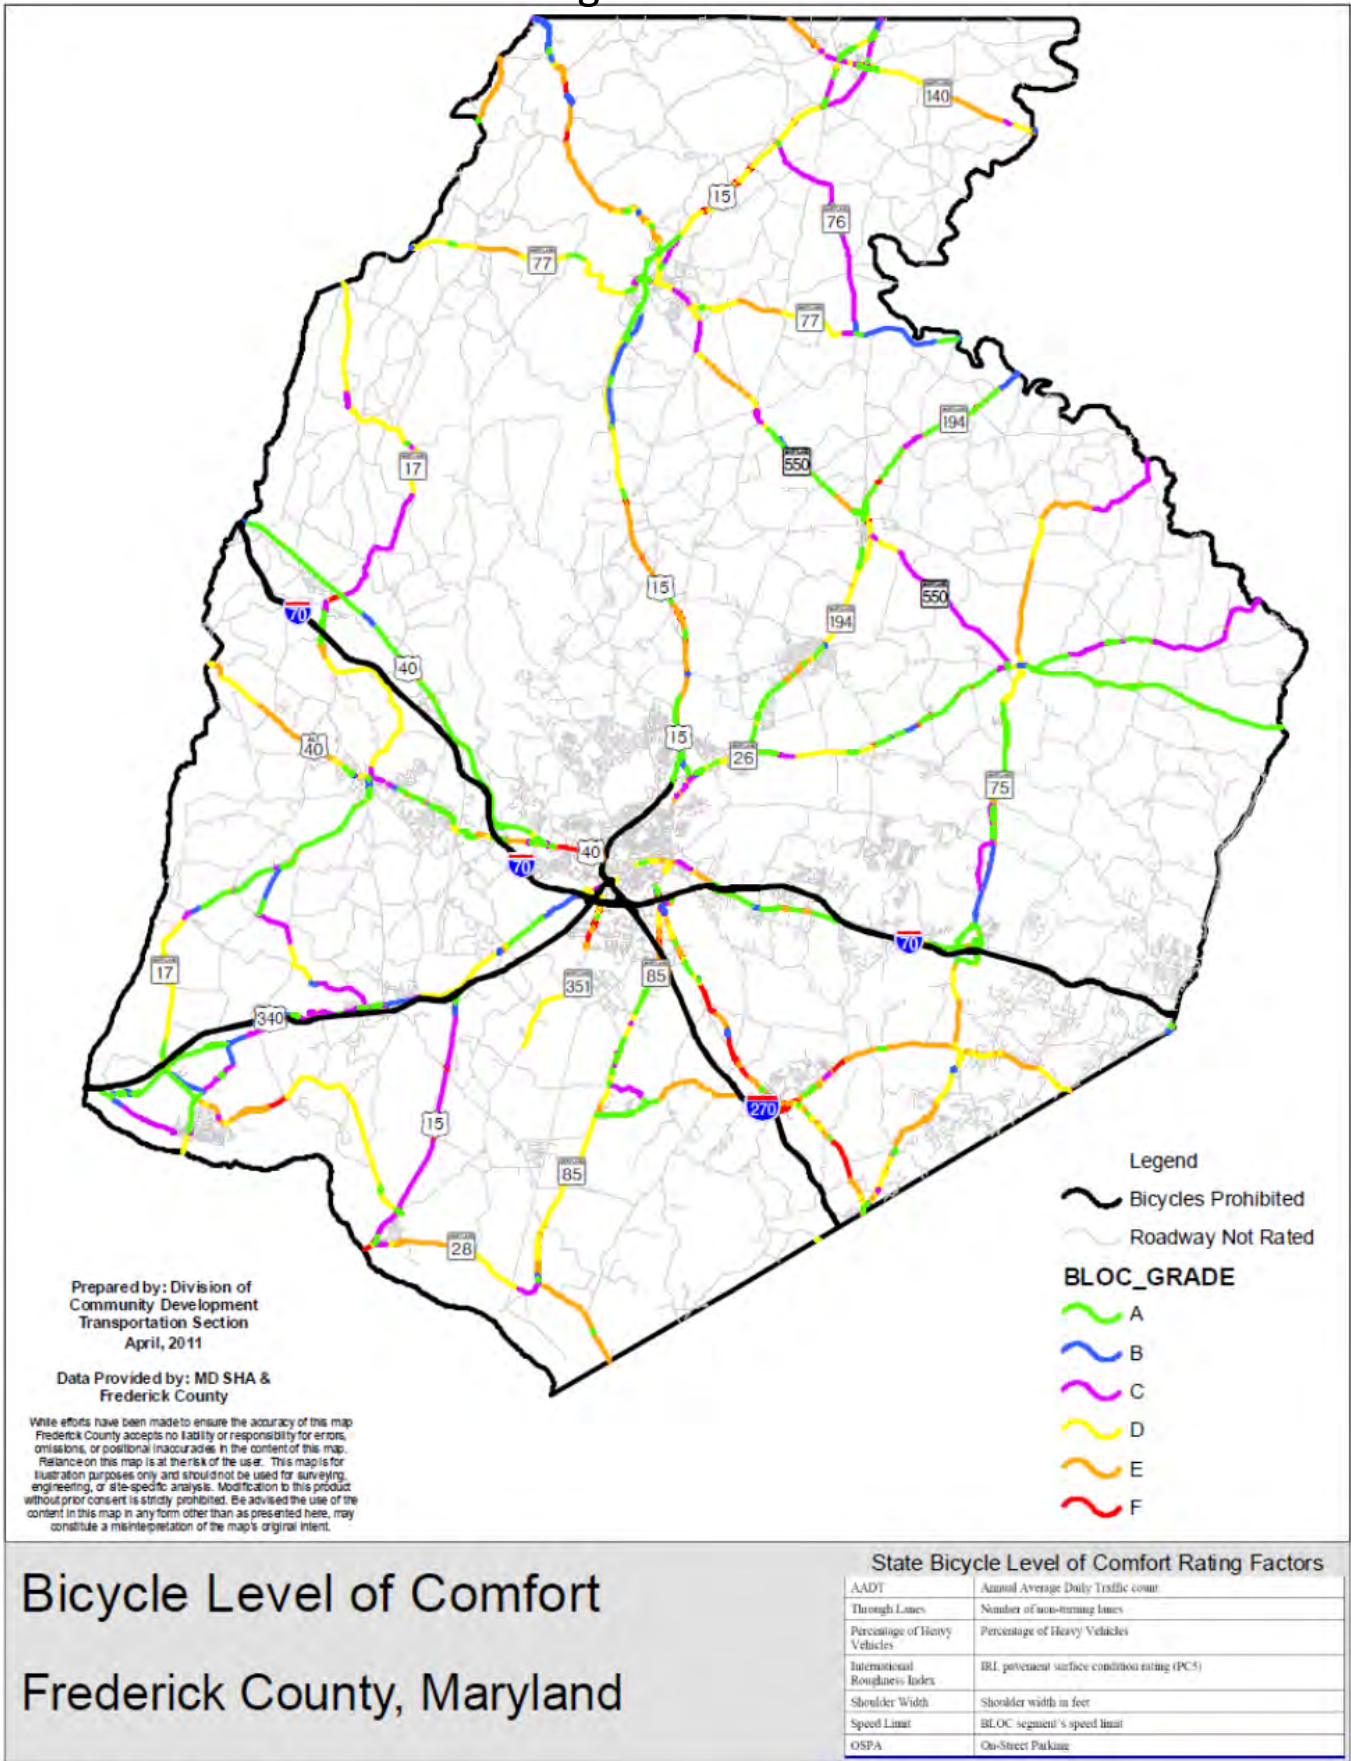 g
140
15
76
77
77
194
17
550
15
550
70
194
40
40
15
26
75
40
70
70
17
351
85
340
270
15
85
28
Legend
Bicycles Prohibited
Roadway Not Rated
BLOC_GRADE
A
B
C
D
E
F
Prepared by: Division of
Community Development
Transportation Section
April, 2011
Data Provided by: MD SHA &
Frederick County
While efforts have been made to ensure the accuracy of this map
Frederick County accepts no liability or responsibility for errors,
omissions, or positional inaccuracies in the content of this map.
Reliance on this map is at the risk of the user. This map is for
illustration purposes only and should not be used for surveying,
engineering, or site-specific analysis. Modification to this product
without prior consent is strictly prohibited. Be advised the use of the
content in this map in any form other than as presented here, may
constitute a misinterpretation of the map's original intent.
Bicycle Level of Comfort
Frederick County, Maryland
State Bicycle Level of Comfort Rating Factors
AADT Annual Average Daily Traffic count
Through Lanes Number of non-turning lanes
Percentage of Heavy Percentage of Heavy Vehicles
Vehicles
International IRI, pavement surface condition rating (PC5)
Roughness Index
Shoulder Width Shoulder width in feet
Speed Limit BLOC segment's speed limit
OSPA On-Street Parking